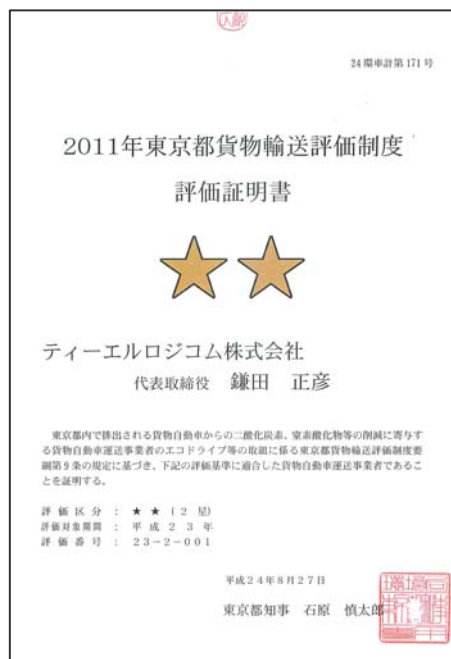 24環車計第171号
2011年東京都貨物輸送評価制度
評価証明書
ティーエルロジコム株式会社
代表取締役 鎌田 正彦
東京都内で排出される貨物自動車からの二酸化炭素、窒素酸化物等の削減に寄与す
る貨物自動車運送事業者のエコドライブ等の取組に係る東京都貨物輸送評価制度要
綱第9条の規定に基づき、下記の評価基準に適合した貨物自動車運送事業者であるこ
とを証明する。
評価区分 : ★★(2星)
評価対象期間 : 平成23年
評価番号 : 23-2-001
平成24年8月27日
東京都知事 石原 慎太郎